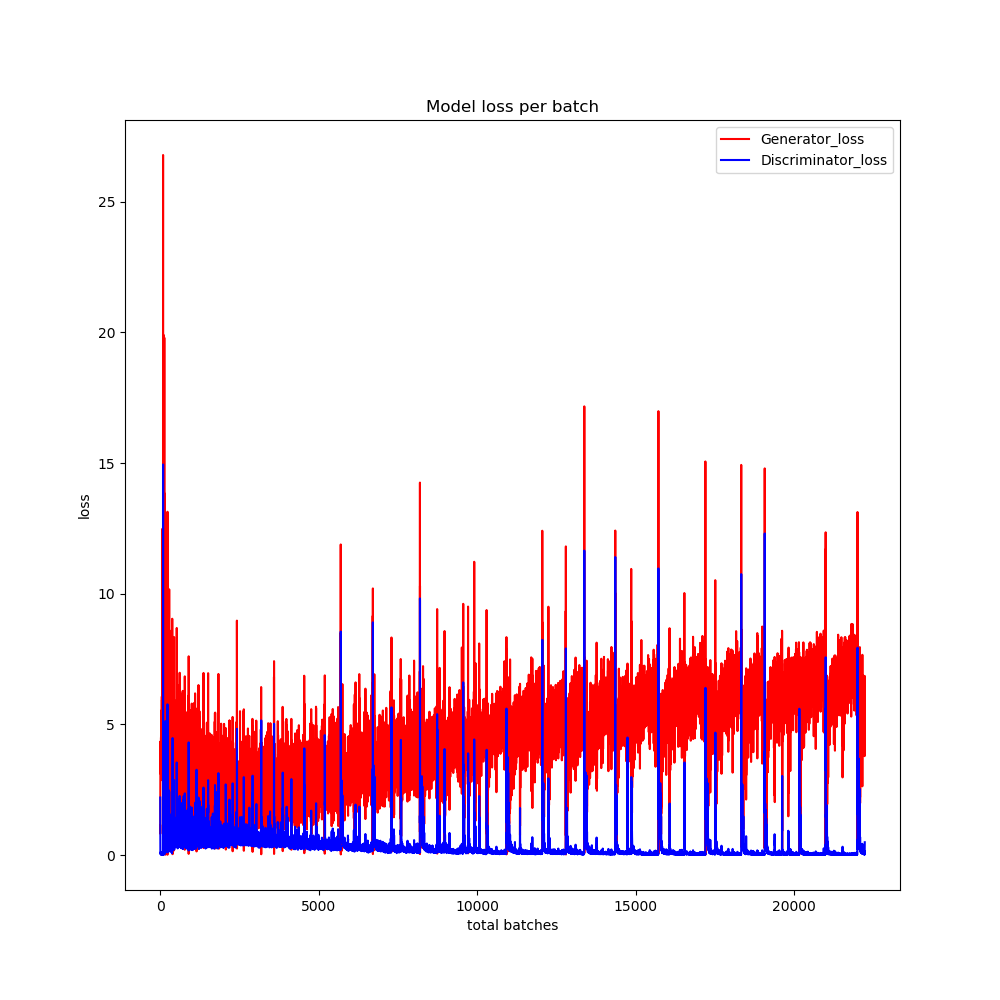 Model loss per batch
Generator_loss
Discriminator_loss
25
20
15
10
5
0
loss
0 5000 10000 15000 20000
total batches